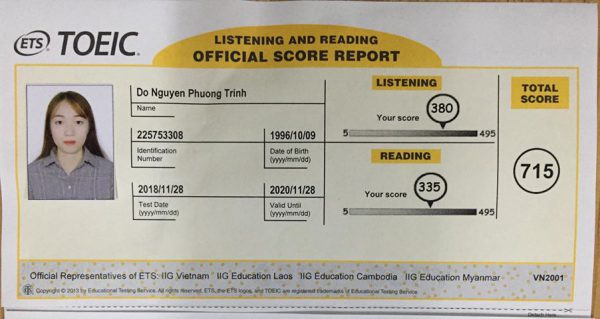 ETS TOEIC
LISTENING AND READING
OFFICIAL SCORE REPORT
Do Nguyen Phuong Trinh
Name
225753308
Identification
Number
1996/10/09
Date of Birth
(yyyy/mm/dd)
2018/11/28
Test Date
(yyyy/mm/dd)
2020/11/28
Valid Until
(yyyy/mm/dd)
LISTENING
Your score
380
5 495
READING
Your score
335
5 495
TOTAL
SCORE
715
Official Representatives of ETS: IIG Vietnam IIG Education Laos IIG Education Cambodia IIG Education Myanmar VN2001
Copyright © 2013 by Educational Testing Service. All rights reserved. ETS, the ETS logos, and TOEIC are registered trademarks of Educational Testing Service.
Detach Here